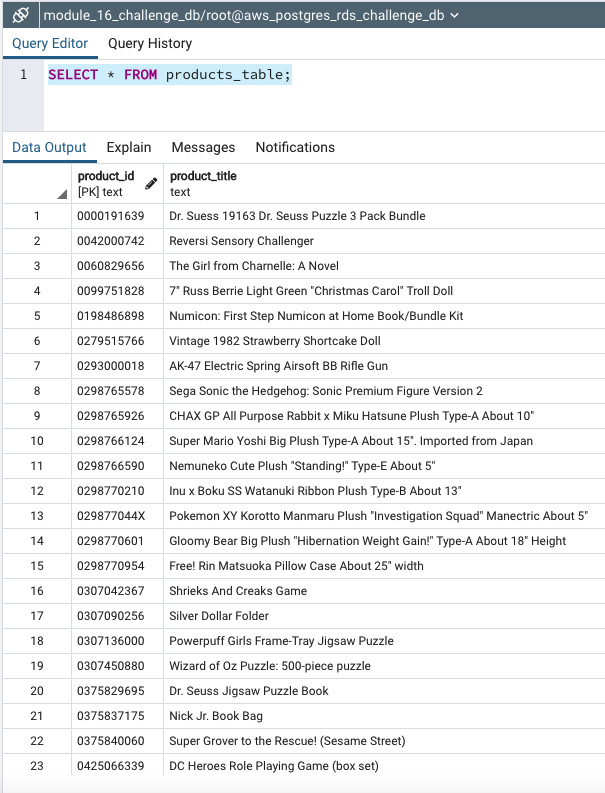 module_16_challenge_db/root@aws_postgres_rds_challenge_db
Query Editor Query History
1 SELECT * FROM products_table;
Data Output Explain Messages Notifications
product_id product_title
[PK] text text
1 0000191639 Dr. Suess 19163 Dr. Seuss Puzzle 3 Pack Bundle
2 0042000742 Reversi Sensory Challenger
3 0060829656 The Girl from Charnelle: A Novel
4 0099751828 7" Russ Berrie Light Green "Christmas Carol" Troll Doll
5 0198486898 Numicon: First Step Numicon at Home Book/Bundle Kit
6 0279515766 Vintage 1982 Strawberry Shortcake Doll
7 0293000018 AK-47 Electric Spring Airsoft BB Rifle Gun
8 0298765578 Sega Sonic the Hedgehog: Sonic Premium Figure Version 2
9 0298765926 CHAX GP All Purpose Rabbit x Miku Hatsune Plush Type-A About 10"
10 0298766124 Super Mario Yoshi Big Plush Type-A About 15". Imported from Japan
11 0298766590 Nemuneko Cute Plush "Standing!" Type-E About 5"
12 0298770210 Inu x Boku SS Watanuki Ribbon Plush Type-B About 13"
13 029877044X Pokemon XY Korotto Manmaru Plush "Investigation Squad" Manectric About 5"
14 0298770601 Gloomy Bear Big Plush "Hibernation Weight Gain!" Type-A About 18" Height
15 0298770954 Free! Rin Matsuoka Pillow Case About 25" width
16 0307042367 Shrieks And Creaks Game
17 0307090256 Silver Dollar Folder
18 0307136000 Powerpuff Girls Frame-Tray Jigsaw Puzzle
19 0307450880 Wizard of Oz Puzzle: 500-piece puzzle
20 0375829695 Dr. Seuss Jigsaw Puzzle Book
21 0375837175 Nick Jr. Book Bag
22 0375840060 Super Grover to the Rescue! (Sesame Street)
23 0425066339 DC Heroes Role Playing Game (box set)